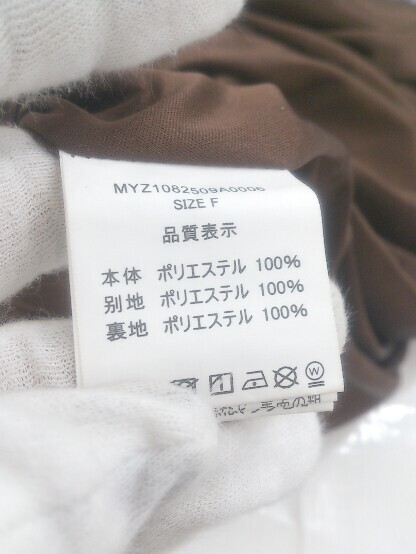 MYZ1082509A0006
SIZE F
品質表示
本体 ポリエステル 100%
別地 ポリエステル 100%
裏地 ポリエステル 100%